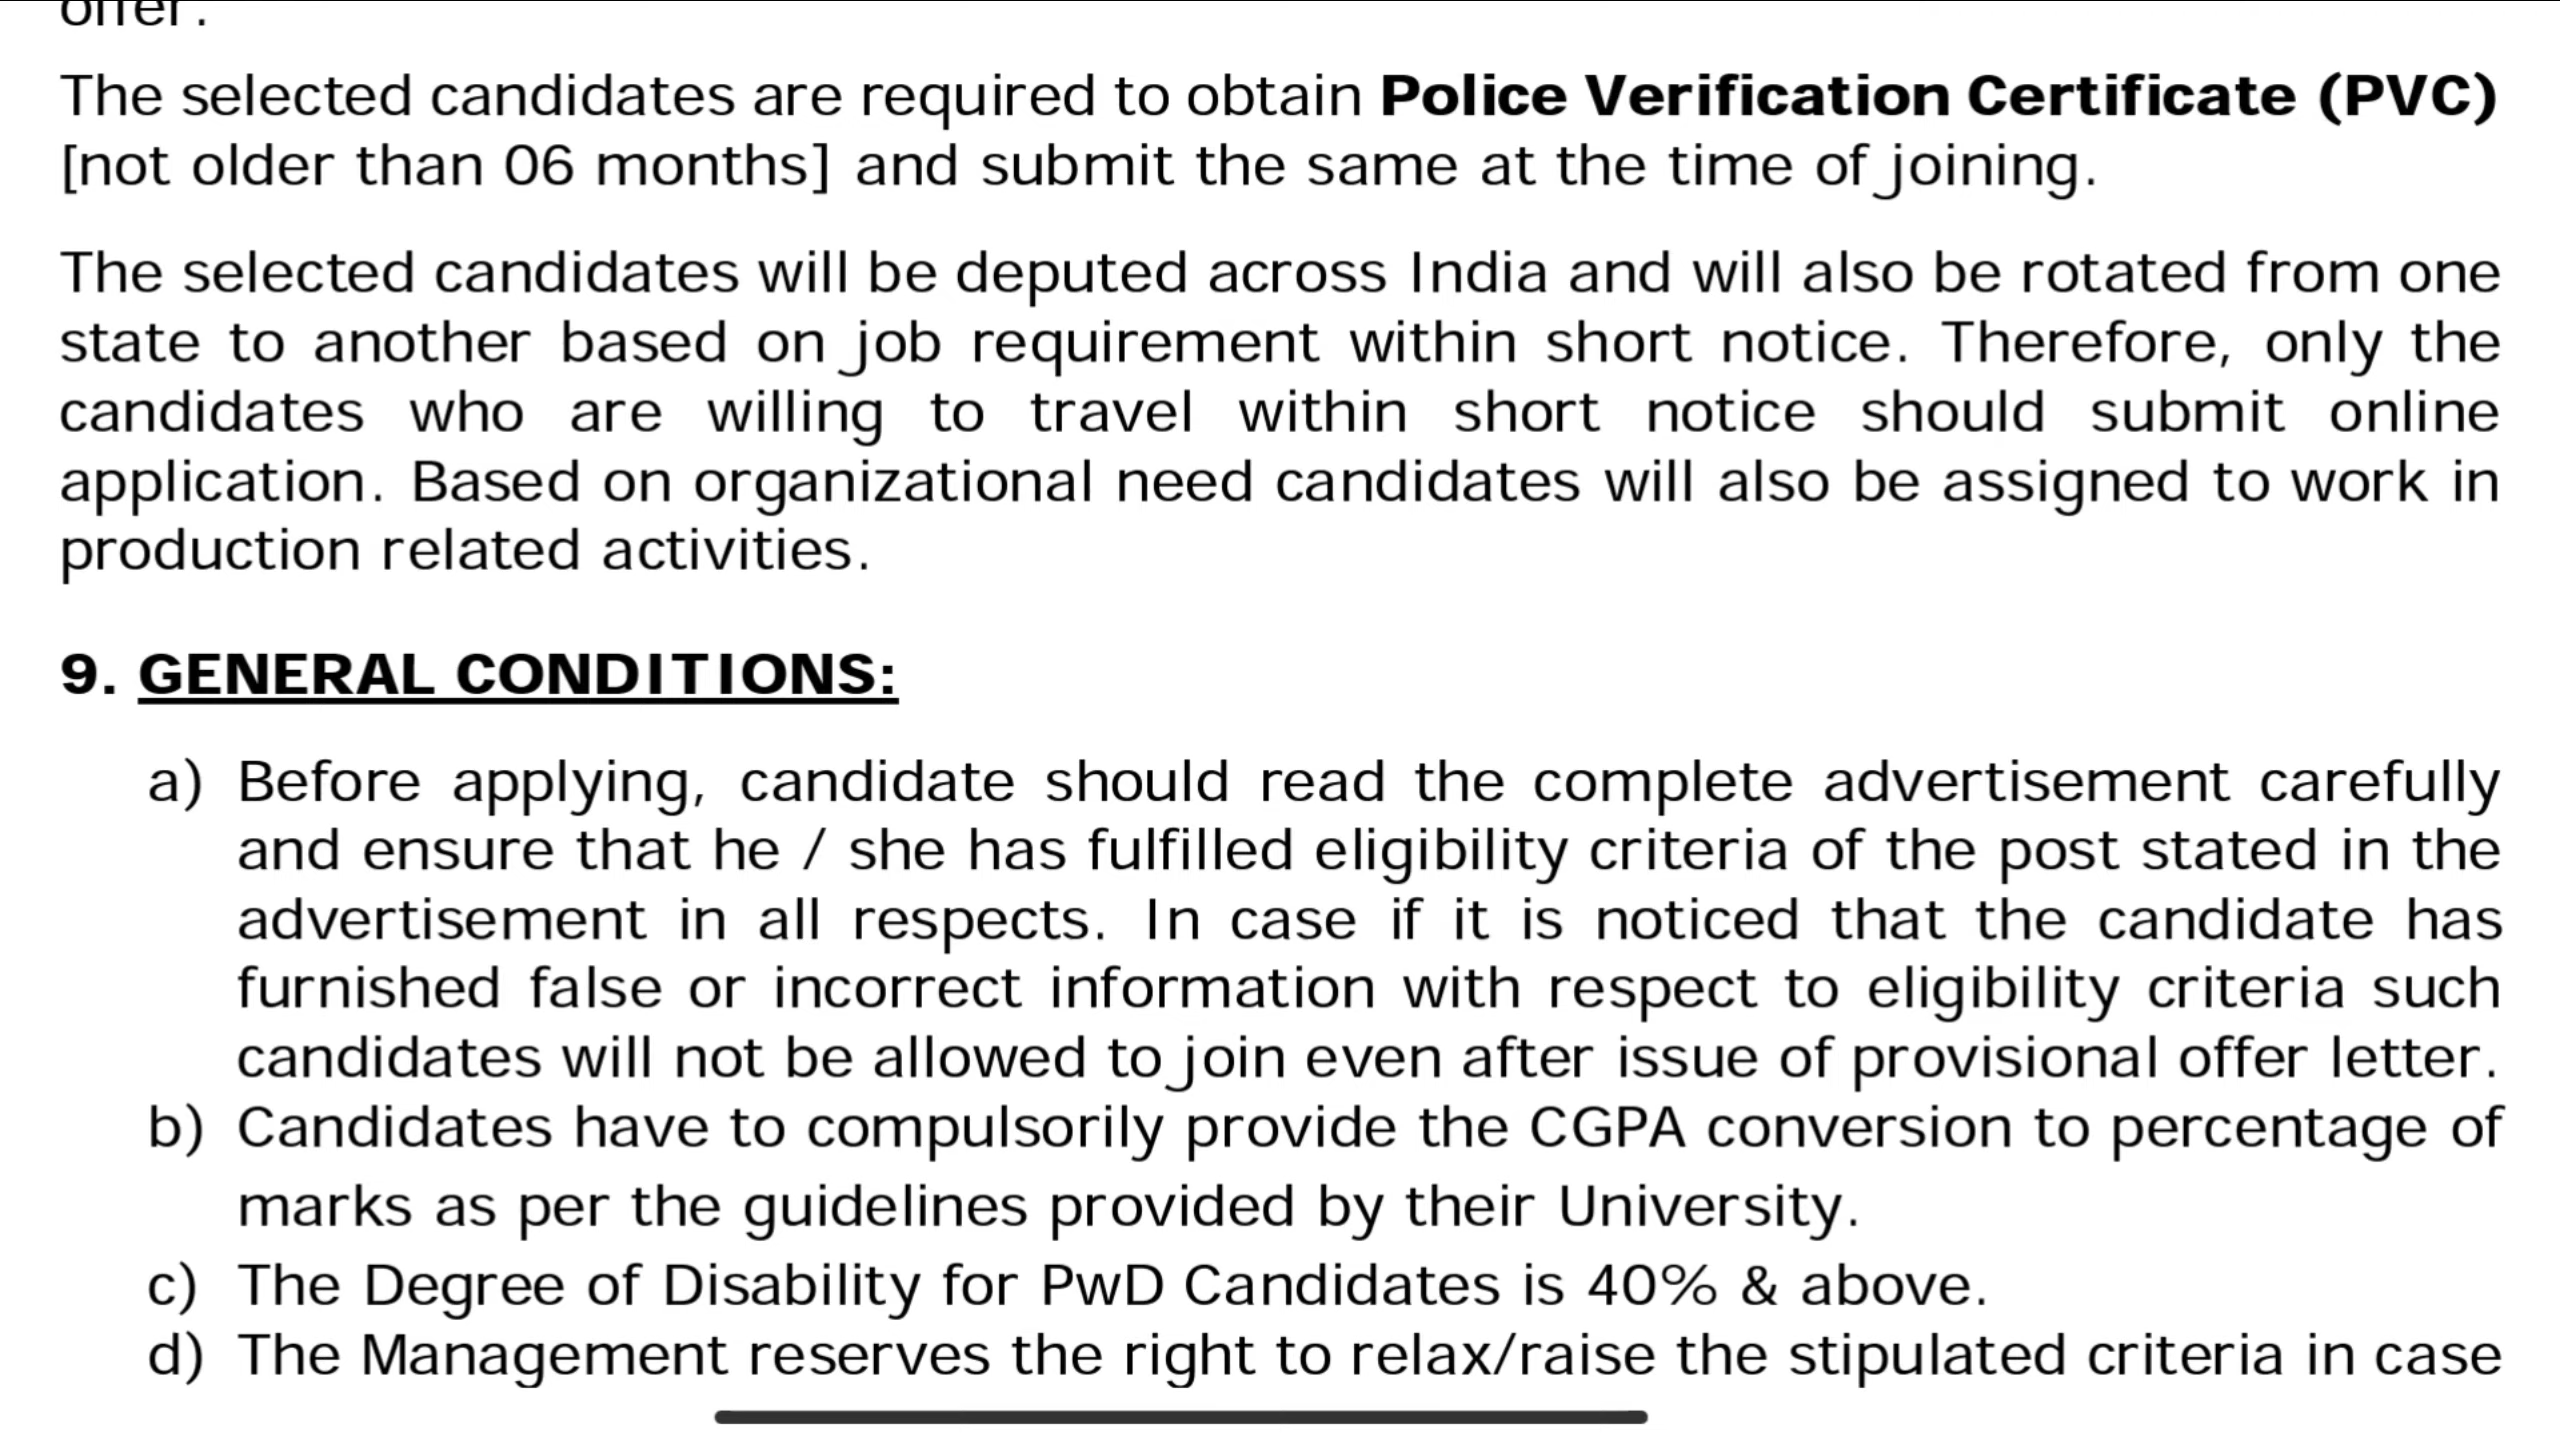 offer.
The selected candidates are required to obtain Police Verification Certificate (PVC)
[not older than 06 months] and submit the same at the time of joining.
The selected candidates will be deputed across India and will also be rotated from one
state to another based on job requirement within short notice. Therefore, only the
candidates who are willing to travel within short notice should submit online
application. Based on organizational need candidates will also be assigned to work in
production related activities.
9. GENERAL CONDITIONS:
a) Before applying, candidate should read the complete advertisement carefully
and ensure that he / she has fulfilled eligibility criteria of the post stated in the
advertisement in all respects. In case if it is noticed that the candidate has
furnished false or incorrect information with respect to eligibility criteria such
candidates will not be allowed to join even after issue of provisional offer letter.
b) Candidates have to compulsorily provide the CGPA conversion to percentage of
marks as per the guidelines provided by their University.
c) The Degree of Disability for PwD Candidates is 40% & above.
d) The Management reserves the right to relax/raise the stipulated criteria in case